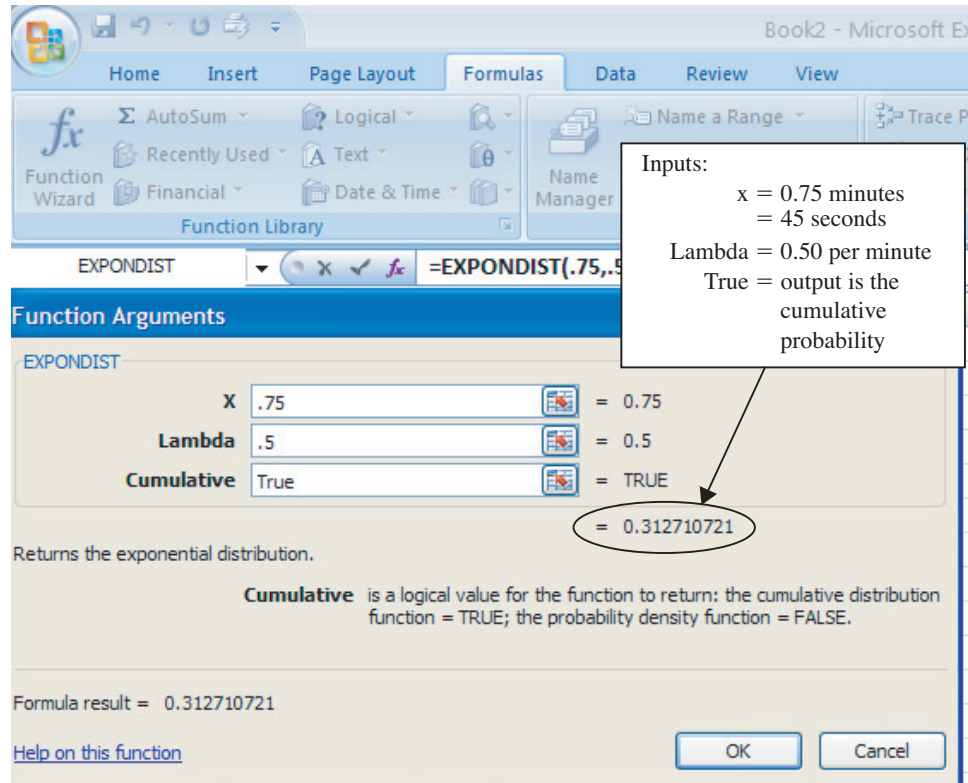 Book2 - Microsoft Ex
Home Insert Page Layout Formulas Data Review View
fx Function Wizard
Σ AutoSum
Recently Used
Financial
Logical
A Text
Date & Time
θ
Name Manager
Name a Range
Trace P
Function Library
Inputs:
x = 0.75 minutes
= 45 seconds
Lambda = 0.50 per minute
True = output is the
cumulative
probability
EXPONDIST fx =EXPONDIST(.75,.5
Function Arguments
EXPONDIST
X .75 = 0.75
Lambda .5 = 0.5
Cumulative True = TRUE
= 0.312710721
Returns the exponential distribution.
Cumulative is a logical value for the function to return: the cumulative distribution
function = TRUE; the probability density function = FALSE.
Formula result = 0.312710721
Help on this function OK Cancel